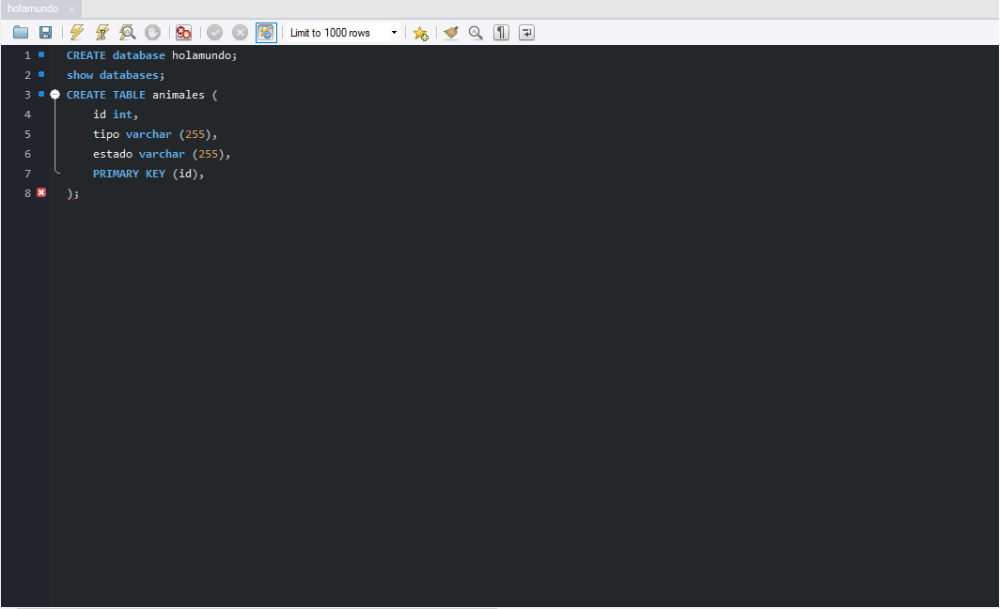 holamundo
Limit to 1000 rows
1 CREATE database holamundo;
2 show databases;
3 CREATE TABLE animales (
4 id int,
5 tipo varchar (255),
6 estado varchar (255),
7 PRIMARY KEY (id),
8 );